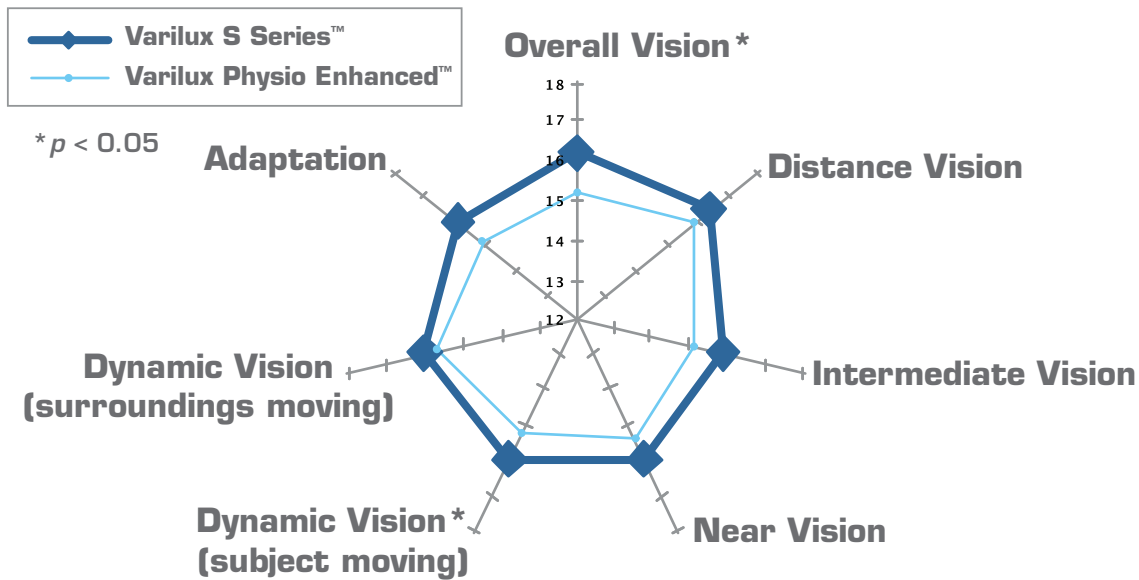 Varilux S Series™
Varilux Physio Enhanced™
*p < 0.05
Overall Vision*
18
17
16
15
14
13
12
Adaptation
Distance Vision
Dynamic Vision
(surroundings moving)
Intermediate Vision
Dynamic Vision*
(subject moving)
Near Vision